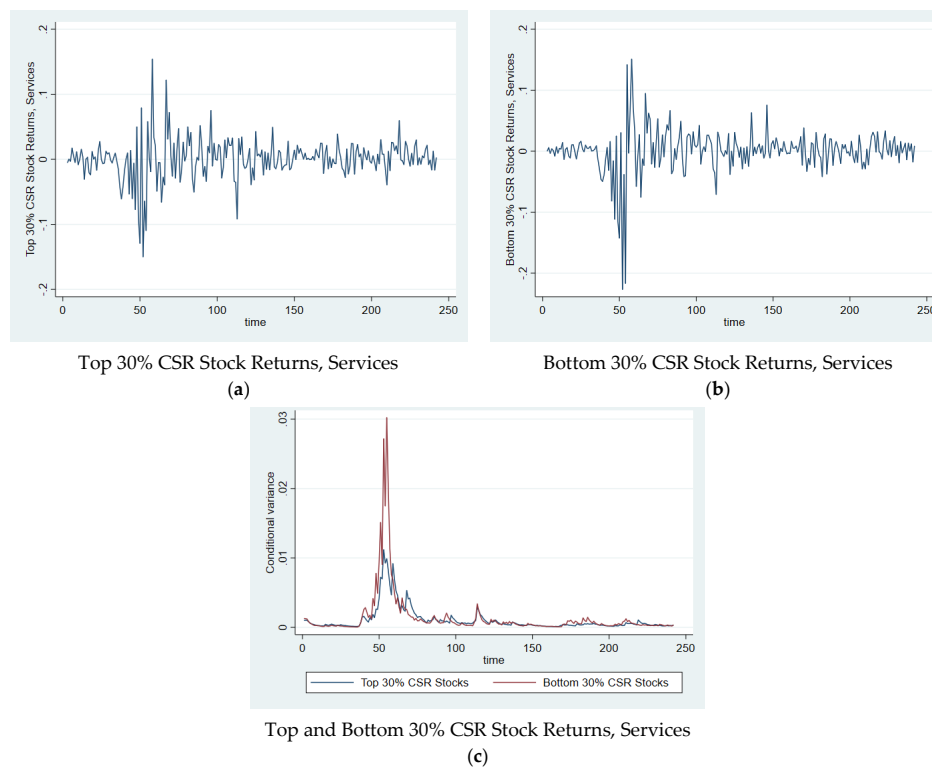 Top 30% CSR Stock Returns, Services
.2
.1
0
-.1
-.2
0 50 100 150 200 250
time
Top 30% CSR Stock Returns, Services
(a)
Bottom 30% CSR Stock Returns, Services
.2
.1
0
-.1
-.2
0 50 100 150 200 250
time
Bottom 30% CSR Stock Returns, Services
(b)
Conditional variance
.03
.02
.01
0
0 50 100 150 200 250
time
Top 30% CSR Stocks Bottom 30% CSR Stocks
Top and Bottom 30% CSR Stock Returns, Services
(c)